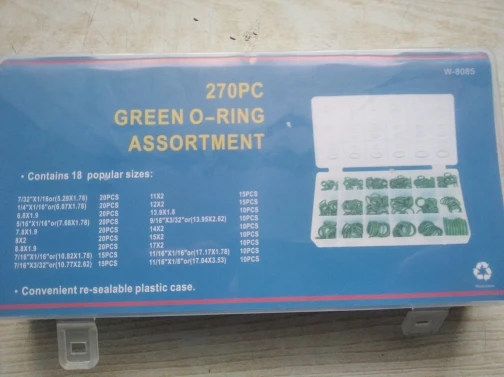 W-8085
270PC
GREEN O-RING
ASSORTMENT
· Contains 18 popular sizes:
7/32"X1/16or(5.28X1.78) 20PCS 11X2 15PCS
1/4"X1/16"or(6.07X1.78) 20PCS 12X2 15PCS
6.8X1.9 20PCS 13.9X1.8 10PCS
5/16"X1/16"or(7.66X1.78) 20PCS 9/16"X3/32"or(13.95X2.62) 10PCS
7.8X1.9 20PCS 14X2 10PCS
8X2 20PCS 15X2 10PCS
8.8X1.9 20PCS 17X2 10PCS
7/16"X1/16"or(10.82X1.78) 15PCS 11/16"X1/16"or(17.17X1.78) 10PCS
7/16"X3/32"or(10.77X2.62) 15PCS 11/16"X1/8"or(17.04X3.53) 10PCS
· Convenient re-sealable plastic case.